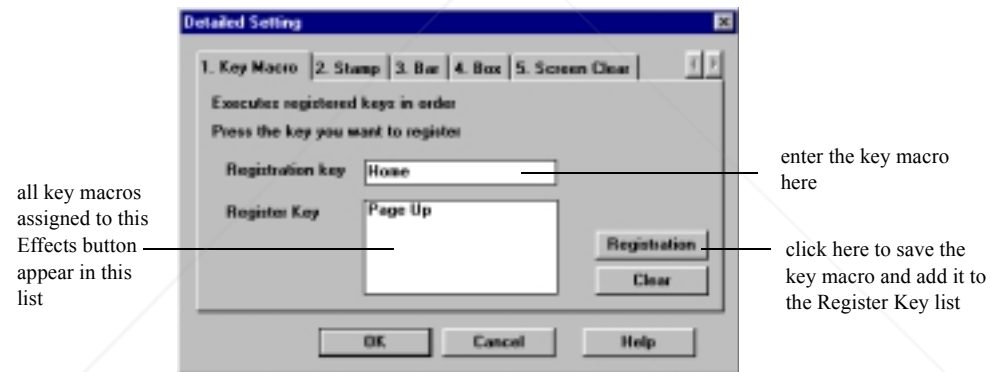 Detailed Setting
1. Key Macro 2. Stamp 3. Bar 4. Box 5. Screen Clear
Executes registered keys in order
Press the key you want to register
Registration key Home
Register Key Page Up
Registration
Clear
OK Cancel Help
all key macros
assigned to this
Effects button
appear in this
list
enter the key macro
here
click here to save the
key macro and add it to
the Register Key list